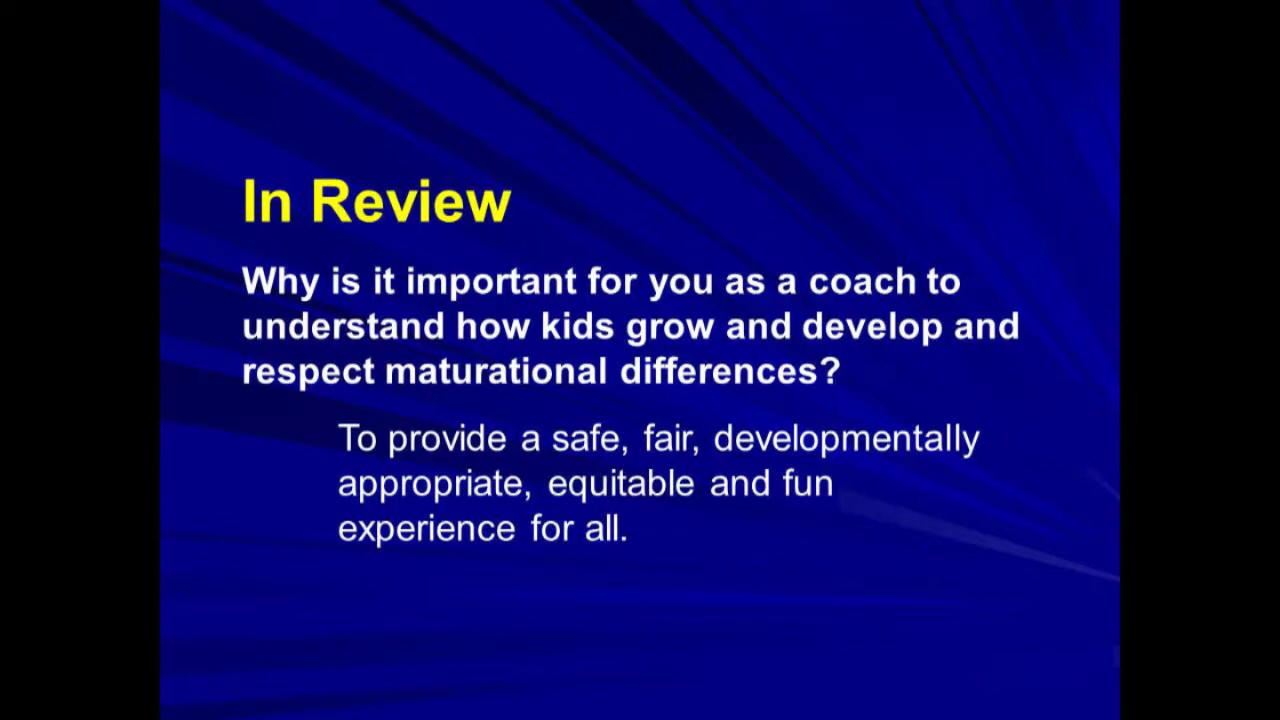 In Review
Why is it important for you as a coach to
understand how kids grow and develop and
respect maturational differences?
To provide a safe, fair, developmentally
appropriate, equitable and fun
experience for all.